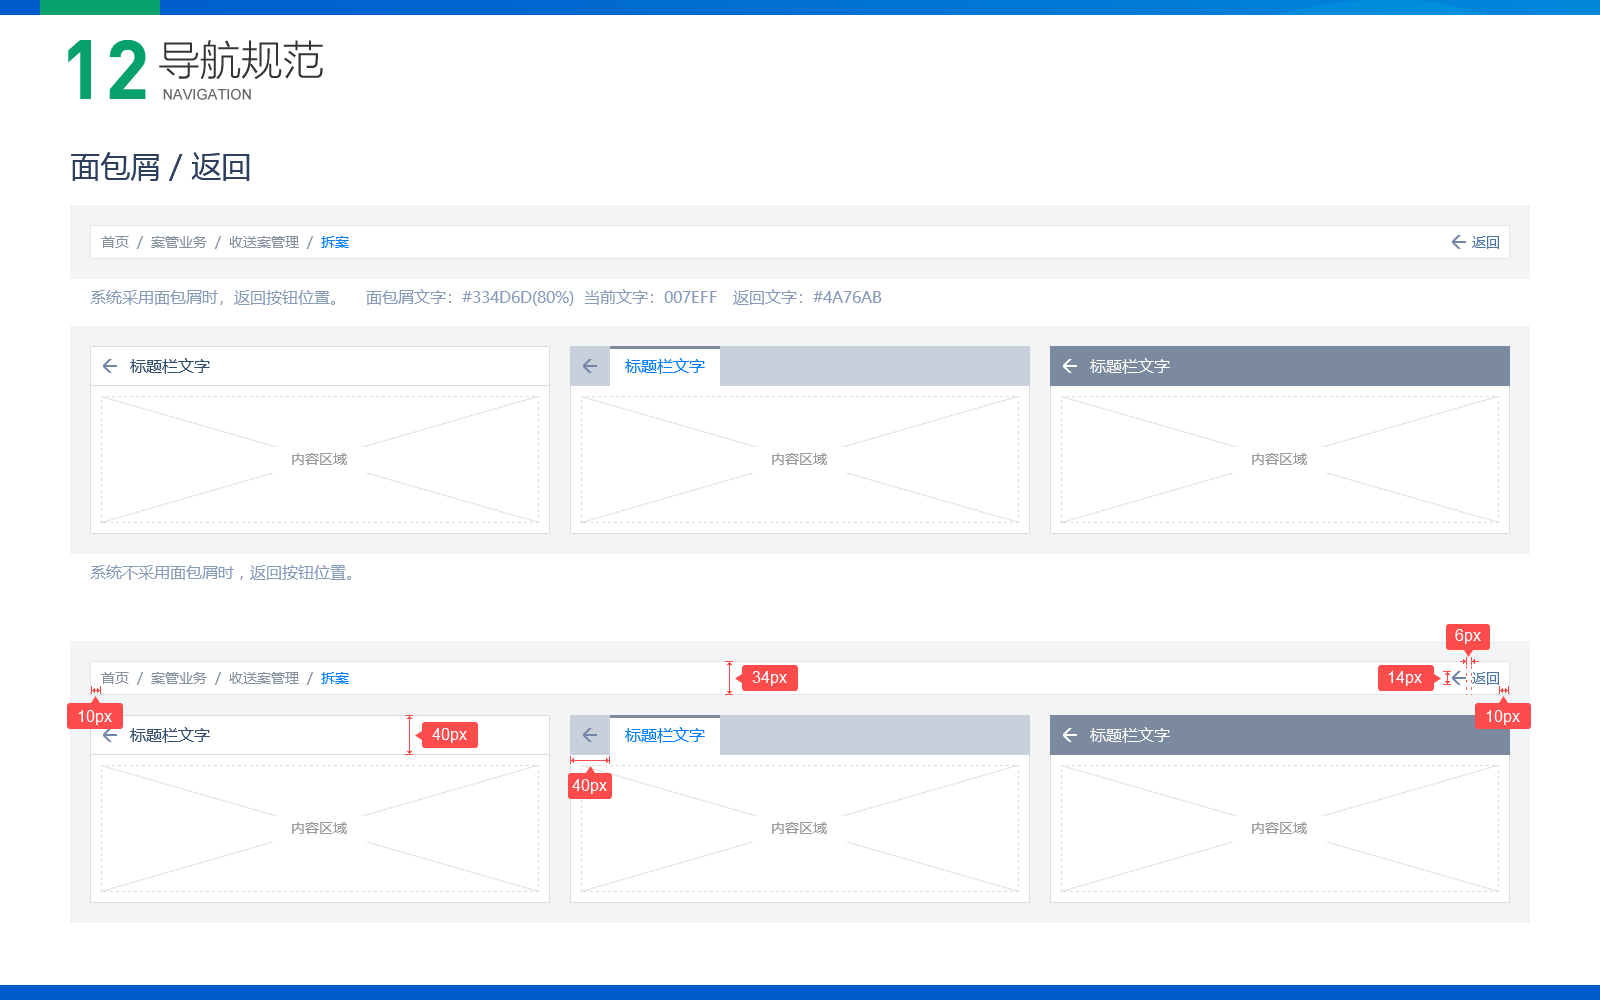 12 导航规范
NAVIGATION
面包屑 / 返回
首页 / 案管业务 / 收送案管理 / 拆案
返回
系统采用面包屑时，返回按钮位置。 面包屑文字：#334D6D(80%) 当前文字：007EFF 返回文字：#4A76AB
标题栏文字
标题栏文字
标题栏文字
内容区域
内容区域
内容区域
系统不采用面包屑时，返回按钮位置。
6px
首页 / 案管业务 / 收送案管理 / 拆案
34px
14px
返回
10px
10px
标题栏文字
40px
标题栏文字
标题栏文字
40px
内容区域
内容区域
内容区域